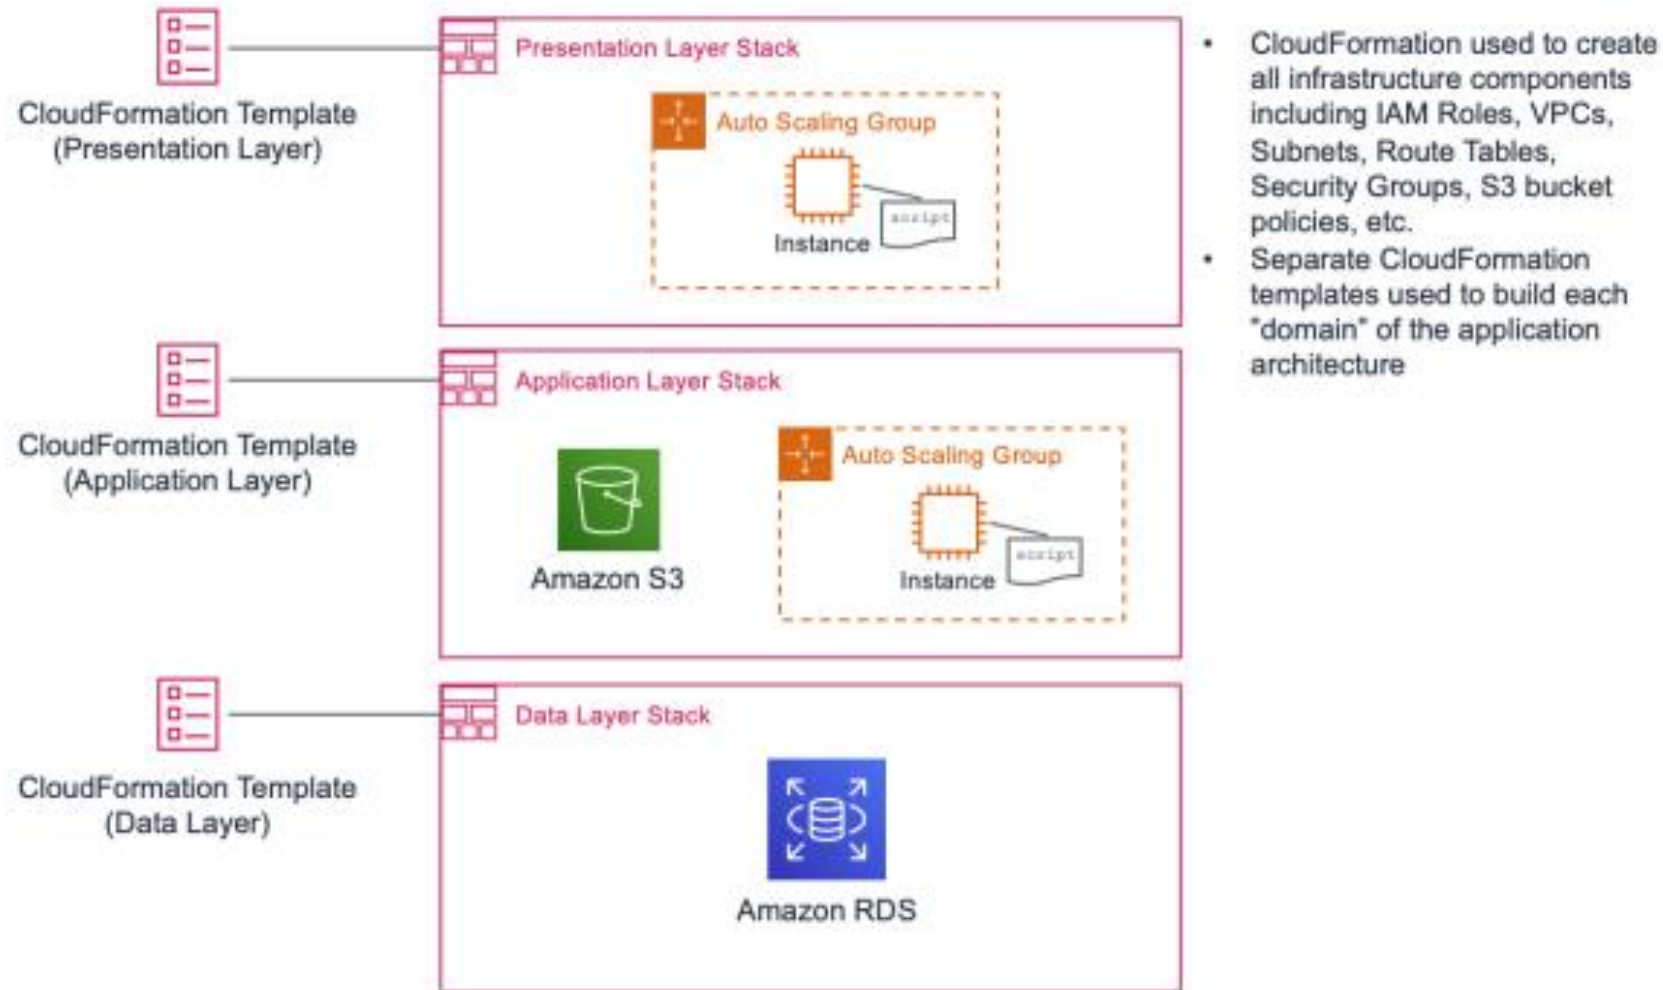 CloudFormation Template
(Presentation Layer)
Presentation Layer Stack
Auto Scaling Group
script
Instance
• CloudFormation used to create
all infrastructure components
including IAM Roles, VPCs,
Subnets, Route Tables,
Security Groups, S3 bucket
policies, etc.
• Separate CloudFormation
templates used to build each
"domain" of the application
architecture
CloudFormation Template
(Application Layer)
Application Layer Stack
Amazon S3
Auto Scaling Group
script
Instance
CloudFormation Template
(Data Layer)
Data Layer Stack
Amazon RDS